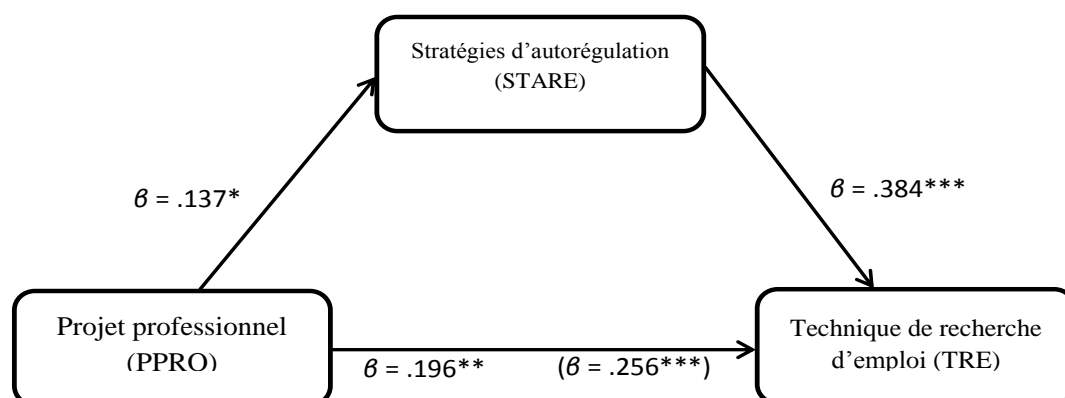 Stratégies d’autorégulation
(STARE)
β = .137*
β = .384***
Projet professionnel
(PPRO)
Technique de recherche
d’emploi (TRE)
β = .196** (β = .256***)